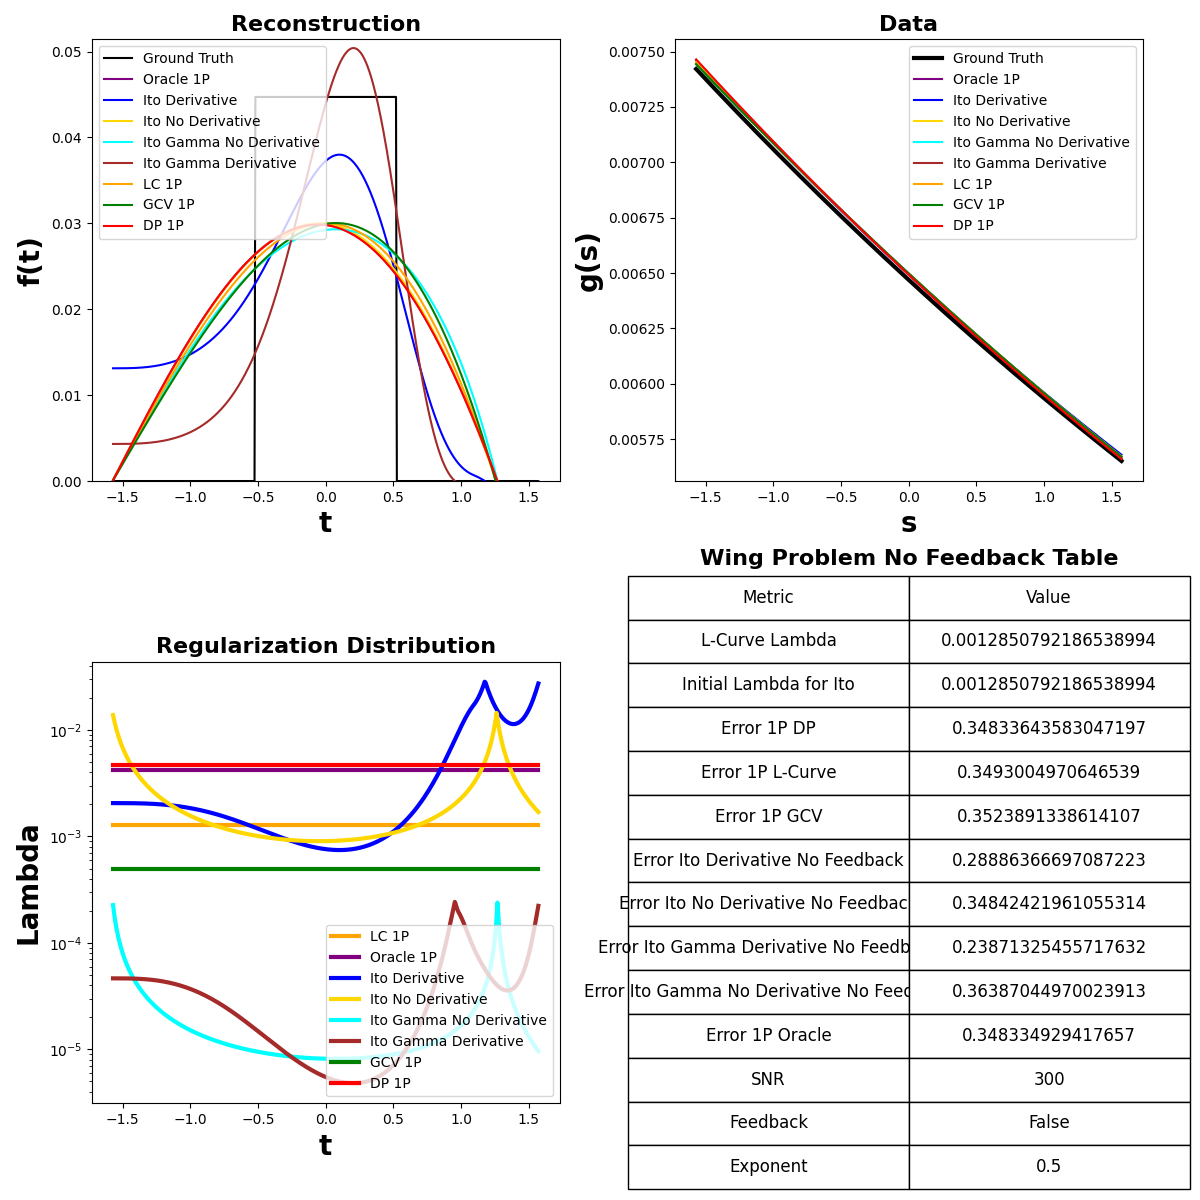 Reconstruction
Ground Truth
Oracle 1P
Ito Derivative
Ito No Derivative
Ito Gamma No Derivative
Ito Gamma Derivative
LC 1P
GCV 1P
DP 1P
0.05
0.04
0.03
0.02
0.01
0.00
f(t)
−1.5 −1.0 −0.5 0.0 0.5 1.0 1.5
t
Data
Ground Truth
Oracle 1P
Ito Derivative
Ito No Derivative
Ito Gamma No Derivative
Ito Gamma Derivative
LC 1P
GCV 1P
DP 1P
0.00750
0.00725
0.00700
0.00675
0.00650
0.00625
0.00600
0.00575
g(s)
−1.5 −1.0 −0.5 0.0 0.5 1.0 1.5
s
Regularization Distribution
10⁻²
10⁻³
10⁻⁴
10⁻⁵
Lambda
LC 1P
Oracle 1P
Ito Derivative
Ito No Derivative
Ito Gamma No Derivative
Ito Gamma Derivative
GCV 1P
DP 1P
−1.5 −1.0 −0.5 0.0 0.5 1.0 1.5
t
Wing Problem No Feedback Table
Metric Value
L-Curve Lambda 0.0012850792186538994
Initial Lambda for Ito 0.0012850792186538994
Error 1P DP 0.34833643583047197
Error 1P L-Curve 0.3493004970646539
Error 1P GCV 0.3523891338614107
Error Ito Derivative No Feedback 0.28886366697087223
Error Ito No Derivative No Feedbac 0.34842421961055314
Error Ito Gamma Derivative No Feedb 0.23871325455717632
Error Ito Gamma No Derivative No Feec 0.36387044970023913
Error 1P Oracle 0.348334929417657
SNR 300
Feedback False
Exponent 0.5